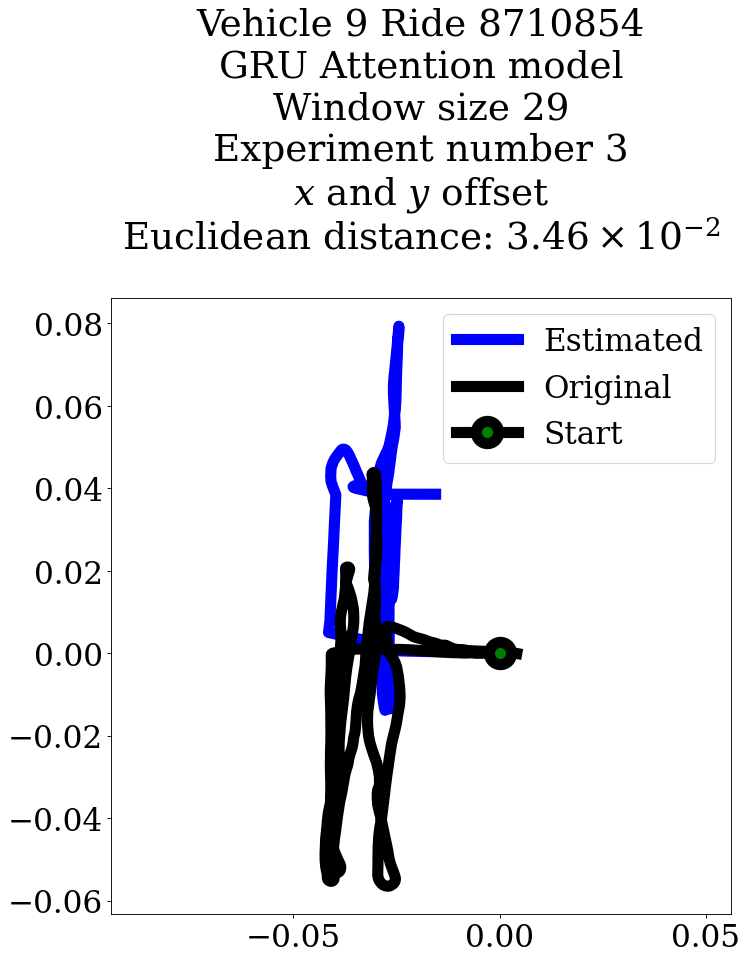 Vehicle 9 Ride 8710854
GRU Attention model
Window size 29
Experiment number 3
x and y offset
Euclidean distance: 3.46 × 10⁻²
Estimated
Original
Start
0.08
0.06
0.04
0.02
0.00
−0.02
−0.04
−0.06
−0.05 0.00 0.05